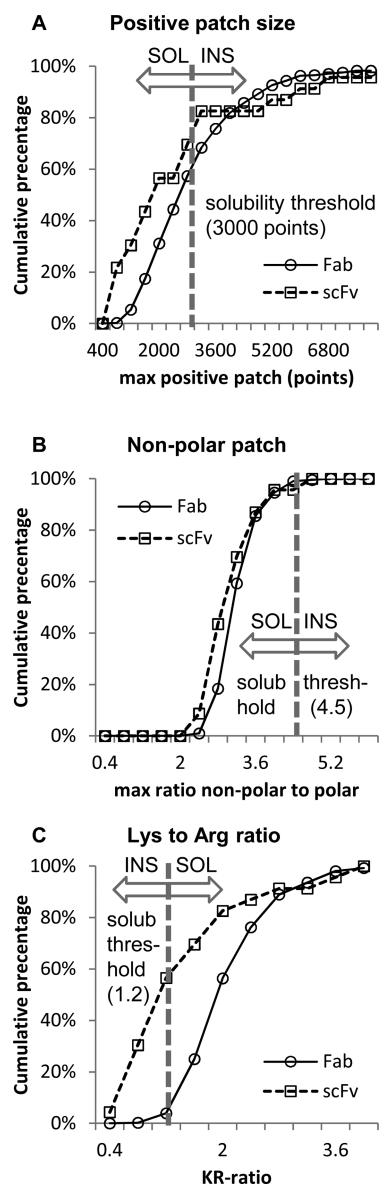 A Positive patch size
SOL INS
100%
80%
60%
40%
20%
0%
Cumulative precentage
solubility threshold
(3000 points)
Fab
scFv
400 2000 3600 5200 6800
max positive patch (points)
B Non-polar patch
100%
80%
60%
40%
20%
0%
Cumulative precentage
Fab
scFv
SOL INS
solub thresh-
hold (4.5)
0.4 2 3.6 5.2
max ratio non-polar to polar
C Lys to Arg ratio
INS SOL
100%
80%
60%
40%
20%
0%
Cumulative precentage
solub
thres-
hold
(1.2)
Fab
scFv
0.4 2 3.6
KR-ratio